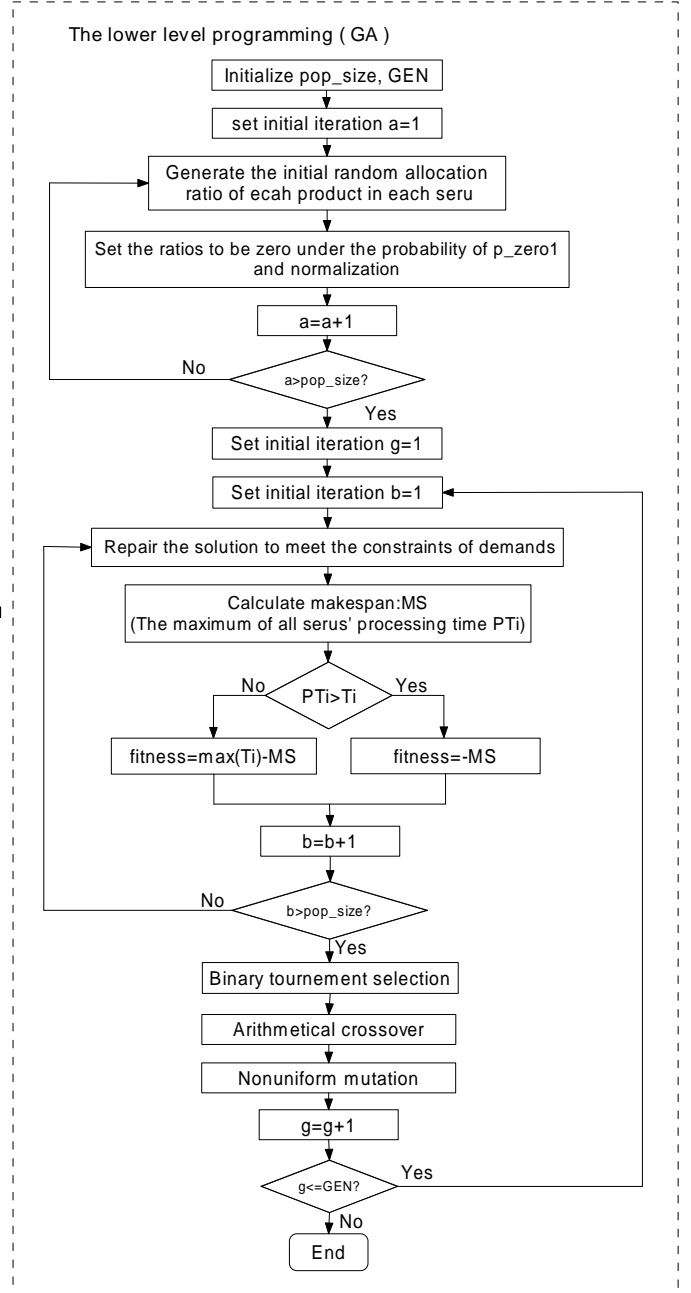 The lower level programming ( GA )
Initialize pop_size, GEN
set initial iteration a=1
Generate the initial random allocation
ratio of ecah product in each seru
Set the ratios to be zero under the probability of p_zero1
and normalization
a=a+1
No
a>pop_size?
Yes
Set initial iteration g=1
Set initial iteration b=1
Repair the solution to meet the constraints of demands
Calculate makespan:MS
(The maximum of all serus' processing time PTi)
No
PTi>Ti
Yes
fitness=max(Ti)-MS
fitness=-MS
b=b+1
No
b>pop_size?
Yes
Binary tournement selection
Arithmetical crossover
Nonuniform mutation
g=g+1
g<=GEN?
Yes
No
End